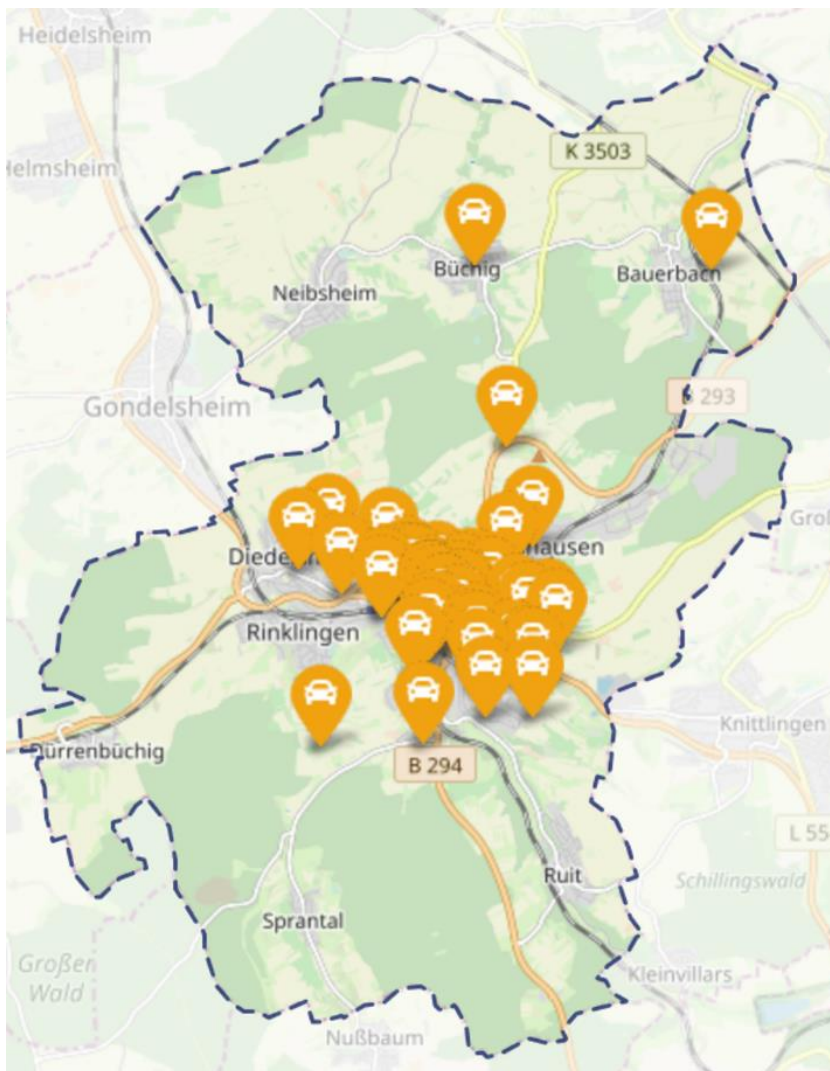 Heidelsheim
K 3503
Helmsheim
Büchig
Bauerbach
Neibsheim
B 293
Gondelsheim
hausen
Rinklingen
Knittlingen
Dürrenbüchig
B 294
L 55
Ruit
Schillingswald
Sprantal
Großer
Wald
Kleinvillars
Nußbaum